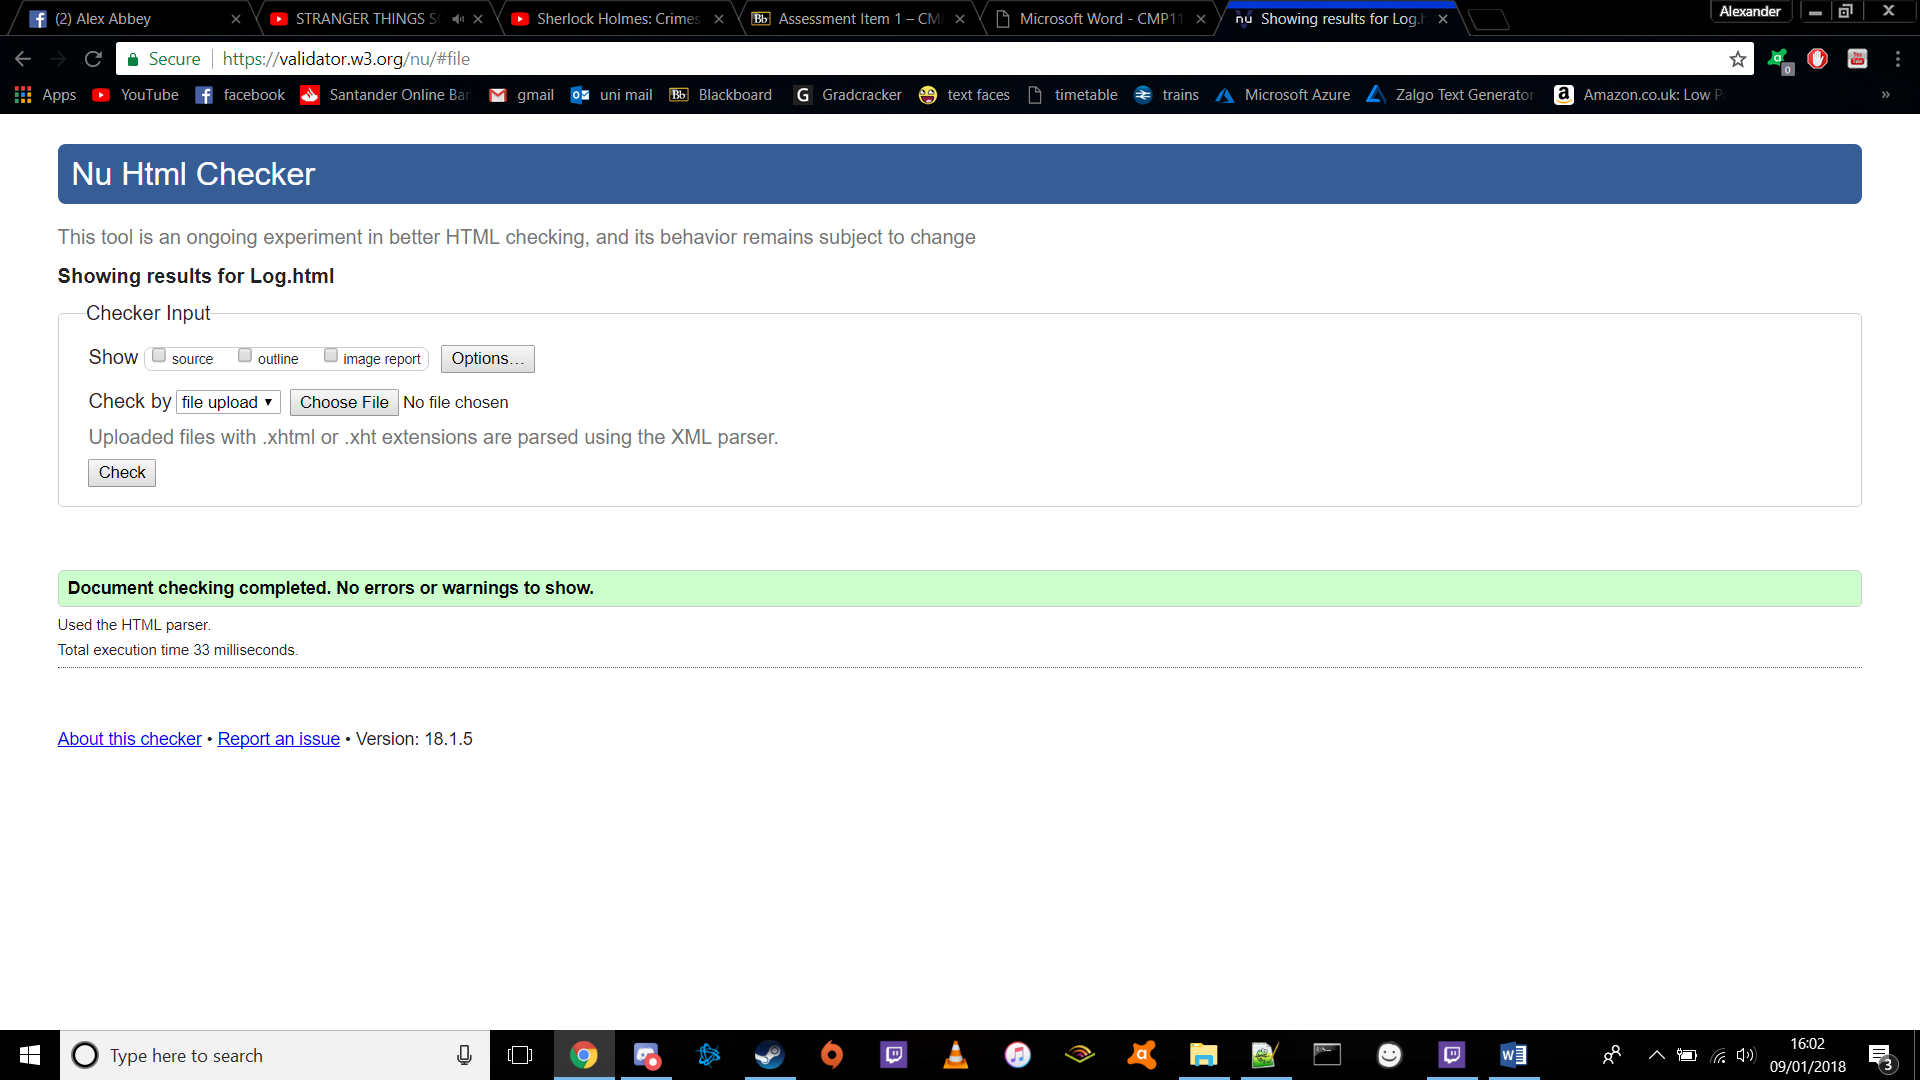 (2) Alex Abbey
STRANGER THINGS SO
Sherlock Holmes: Crimes
Assessment Item 1 – CM
Microsoft Word - CMP11
Showing results for Log.h
Alexander
Secure
https://validator.w3.org/nu/#file
0
Apps
YouTube
facebook
Santander Online Ban
gmail
uni mail
Bb
Blackboard
G
Gradcracker
text faces
timetable
trains
Microsoft Azure
Zalgo Text Generator
a
Amazon.co.uk: Low P
»
Nu Html Checker
This tool is an ongoing experiment in better HTML checking, and its behavior remains subject to change
Showing results for Log.html
Checker Input
Show source outline image report Options...
Check by file upload Choose File No file chosen
Uploaded files with .xhtml or .xht extensions are parsed using the XML parser.
Check
Document checking completed. No errors or warnings to show.
Used the HTML parser.
Total execution time 33 milliseconds.
About this checker • Report an issue • Version: 18.1.5
Type here to search
16:02
09/01/2018
3